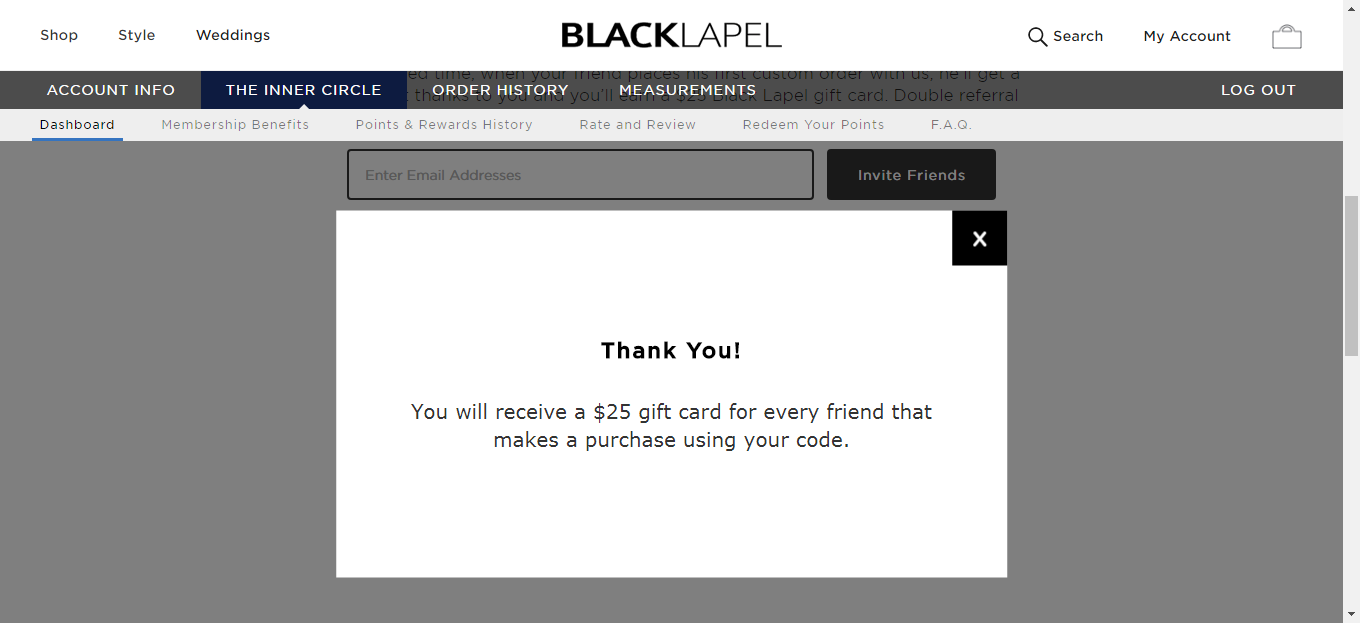 Shop Style Weddings BLACKLAPEL Search My Account
ed time, when your friend places his first custom order with us, he'll get a
ACCOUNT INFO THE INNER CIRCLE ORDER HISTORY MEASUREMENTS LOG OUT
thanks to you and you'll earn a $25 Black Lapel gift card. Double referral
Dashboard Membership Benefits Points & Rewards History Rate and Review Redeem Your Points F.A.Q.
Enter Email Addresses Invite Friends
X
Thank You!
You will receive a $25 gift card for every friend that
makes a purchase using your code.